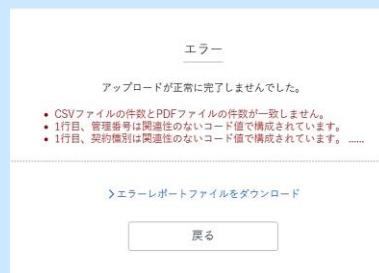 エラー
アップロードが正常に完了しませんでした。
• CSVファイルの件数とPDFファイルの件数が一致しません。
• 1行目、管理番号は関連性のないコード値で構成されています。
• 1行目、契約種別は関連性のないコード値で構成されています。 ......
エラーレポートファイルをダウンロード
戻る